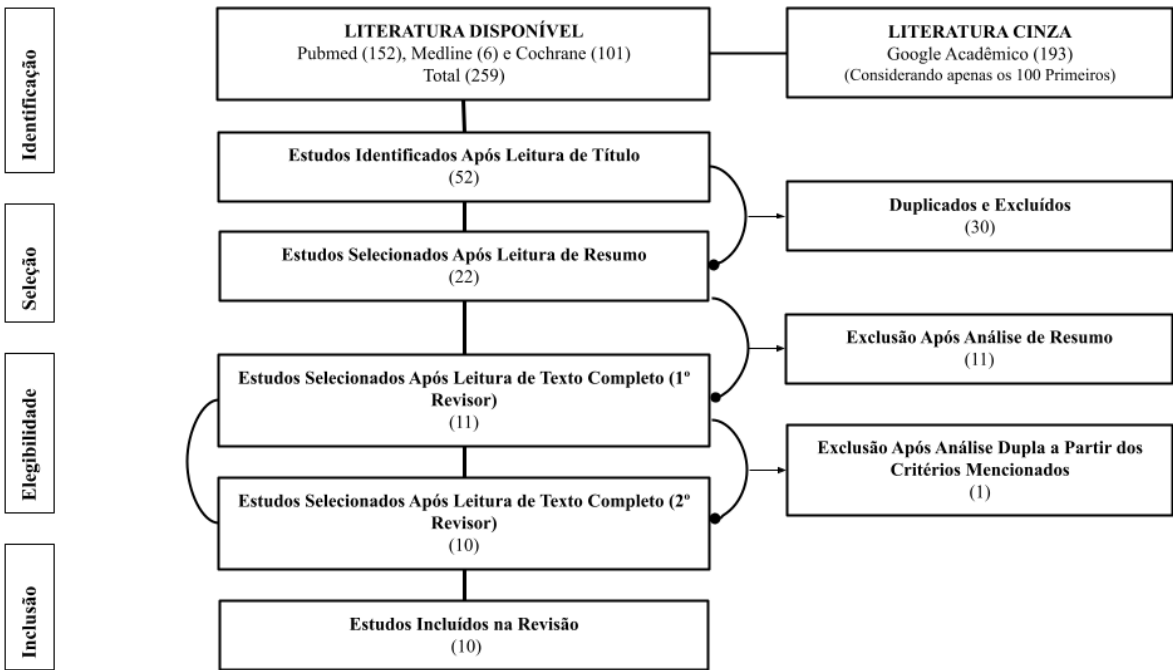 Identificação
LITERATURA DISPONÍVEL
Pubmed (152), Medline (6) e Cochrane (101)
Total (259)
LITERATURA CINZA
Google Acadêmico (193)
(Considerando apenas os 100 Primeiros)
Estudos Identificados Após Leitura de Título
(52)
Seleção
Duplicados e Excluídos
(30)
Estudos Selecionados Após Leitura de Resumo
(22)
Exclusão Após Análise de Resumo
(11)
Elegibilidade
Estudos Selecionados Após Leitura de Texto Completo (1º
Revisor)
(11)
Exclusão Após Análise Dupla a Partir dos
Critérios Mencionados
(1)
Estudos Selecionados Após Leitura de Texto Completo (2º
Revisor)
(10)
Inclusão
Estudos Incluídos na Revisão
(10)